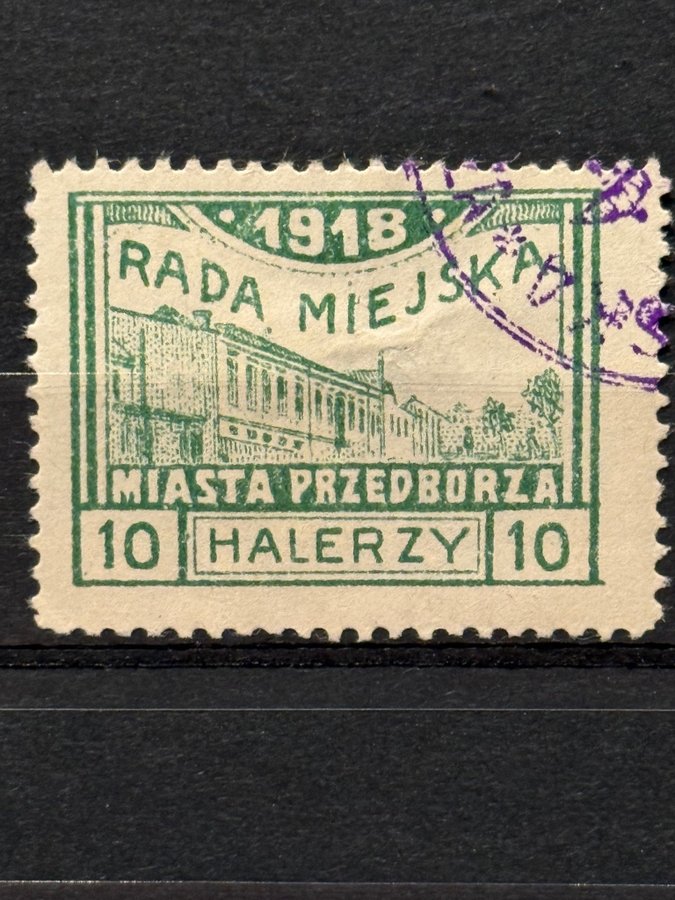 1918
RADA MIEJSKA
MIASTA PRZEDBORZA
10 HALERZY 10